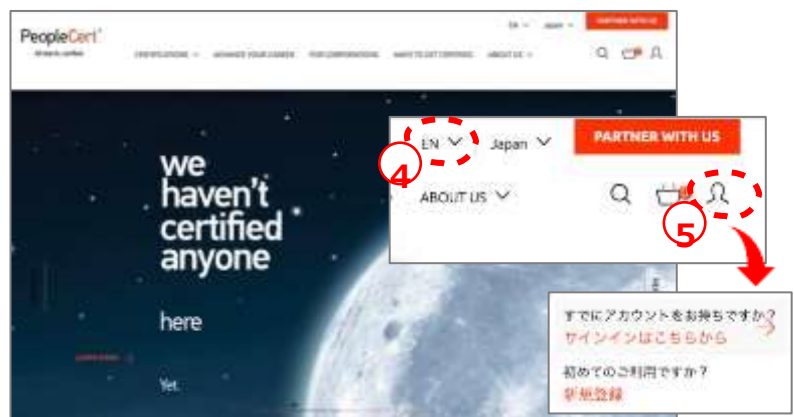 PeopleCert
EN Japan PARTNER WITH US
CERTIFICATIONS ADVANCE YOUR CAREER FOR CORPORATIONS WAYS TO GET CERTIFIED ABOUT US
we
haven't
certified
anyone
here
Yet.
EN Japan PARTNER WITH US
④
ABOUT US
⑤
すでにアカウントをお持ちですか？
サインインはこちらから
初めてのご利用ですか？
新規登録